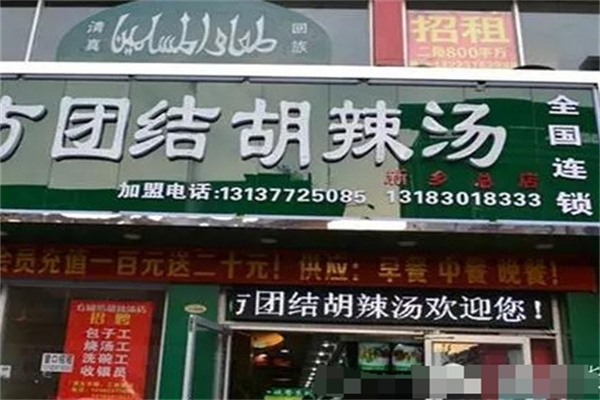 清真
回族
招租
二层800平方
方团结胡辣汤
全国连锁
新乡总店
加盟电话:13137725085 13183018333
会员充值一百元送二十元! 供应: 早餐 中餐 晚餐!
方团结胡辣汤欢迎您!
招聘
包子工
烧汤工
洗碗工
收银员